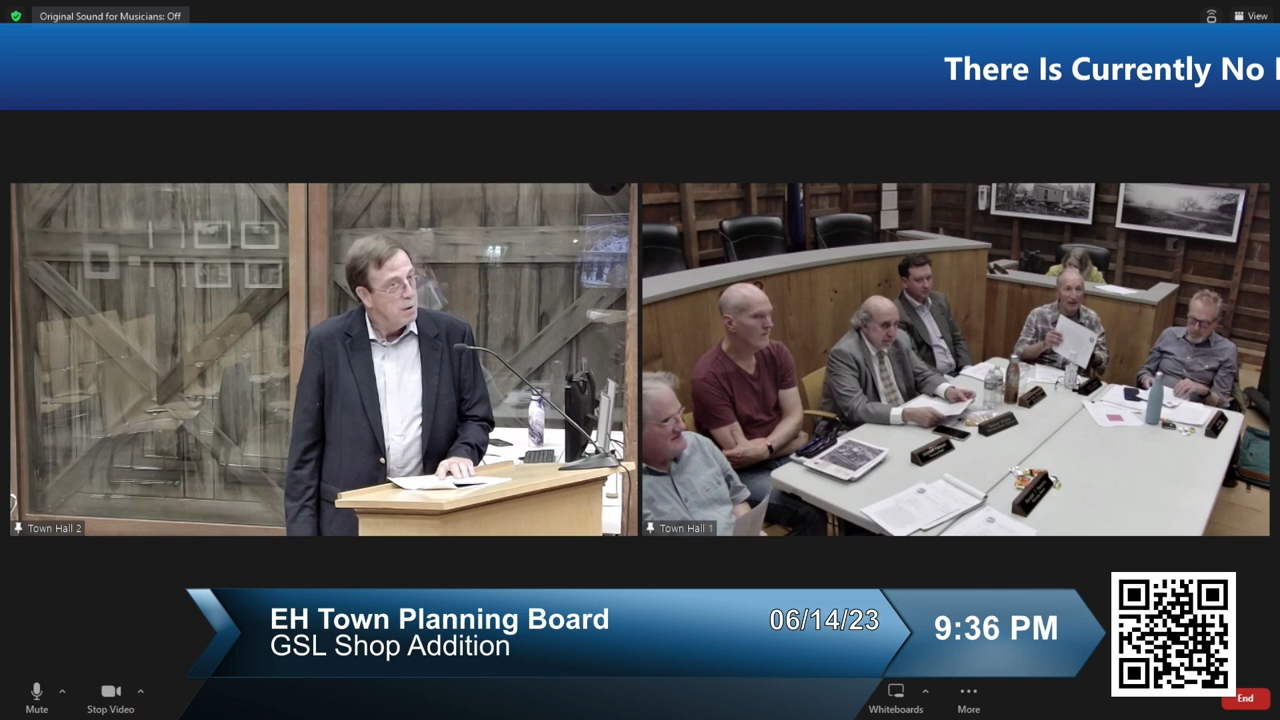 Original Sound for Musicians: Off
View
There Is Currently No
Town Hall 2
Town Hall 1
EH Town Planning Board
06/14/23
9:36 PM
GSL Shop Addition
Mute
Stop Video
Whiteboards
More
End